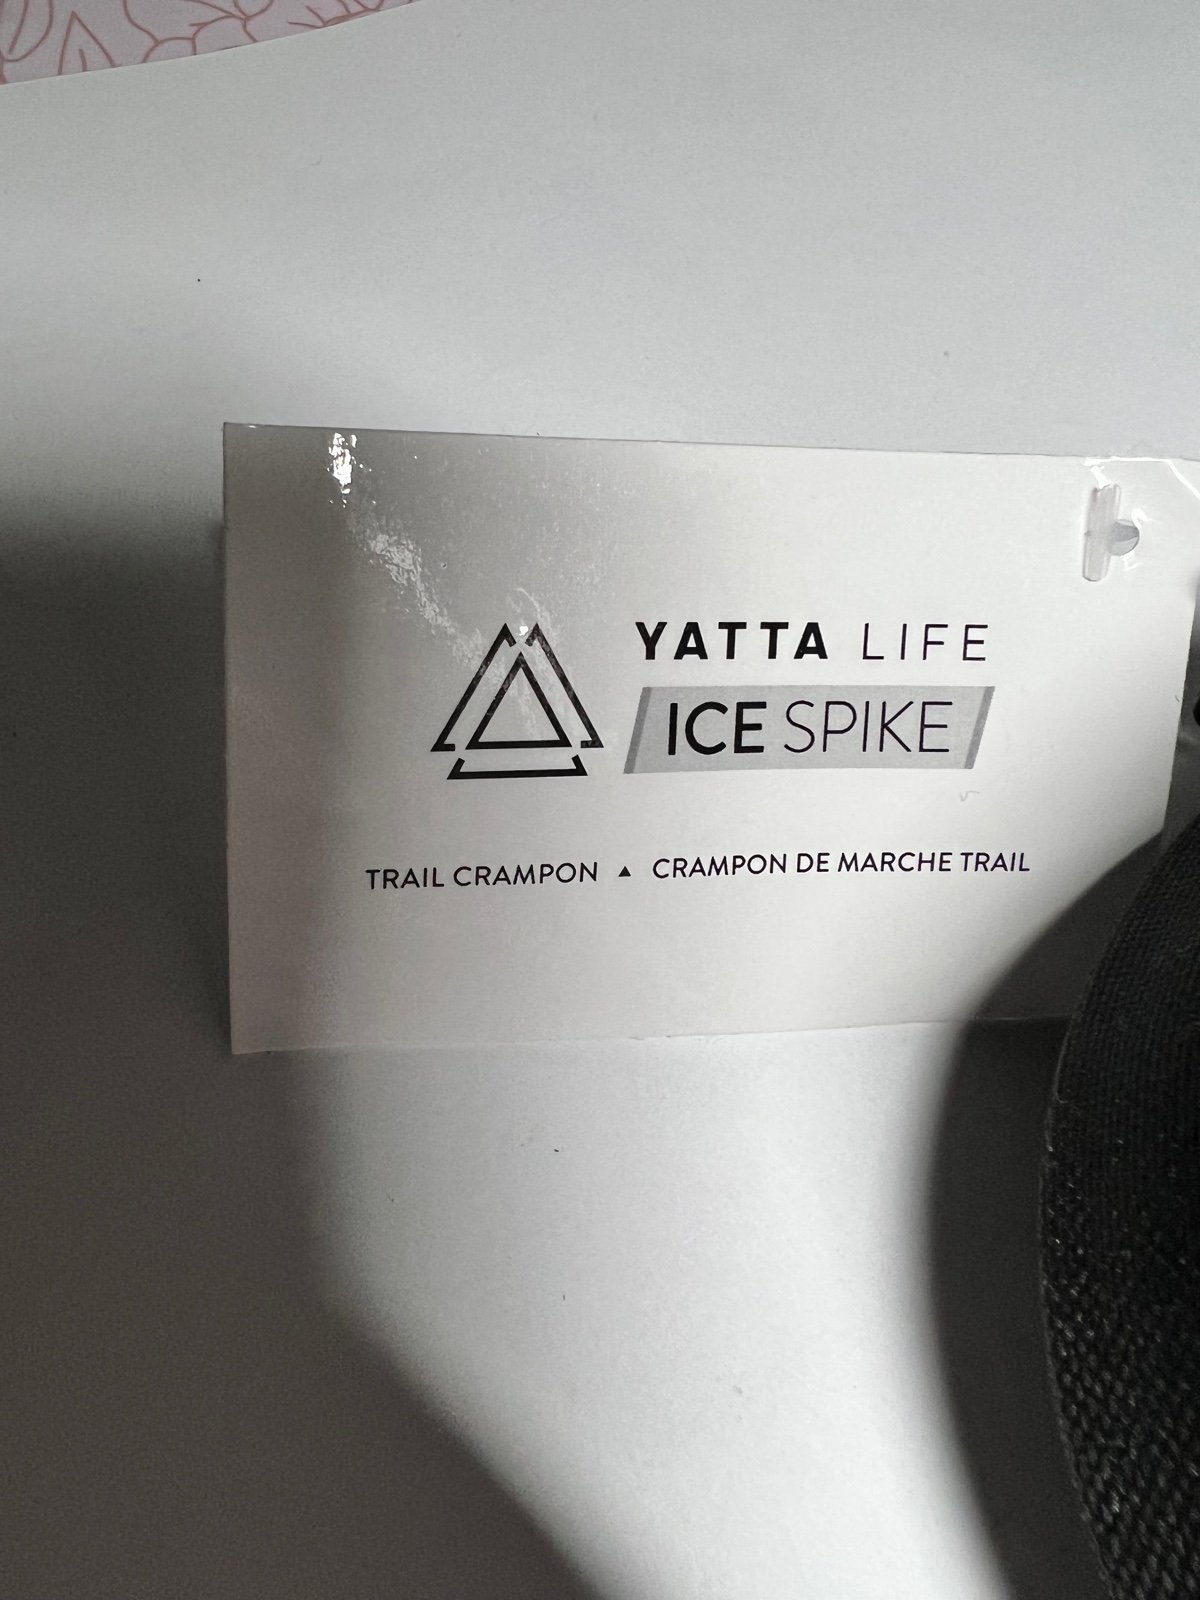 YATTA LIFE
ICE SPIKE
TRAIL CRAMPON ▲ CRAMPON DE MARCHE TRAIL